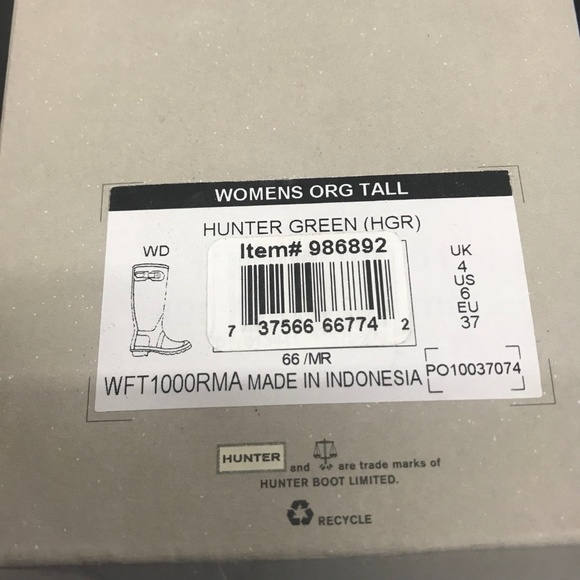 WOMENS ORG TALL
HUNTER GREEN (HGR)
WD
Item# 986892
7 37566 66774 2
66 /MR
UK
4
US
6
EU
37
WFT1000RMA MADE IN INDONESIA
PO10037074
HUNTER and are trade marks of
HUNTER BOOT LIMITED.
RECYCLE